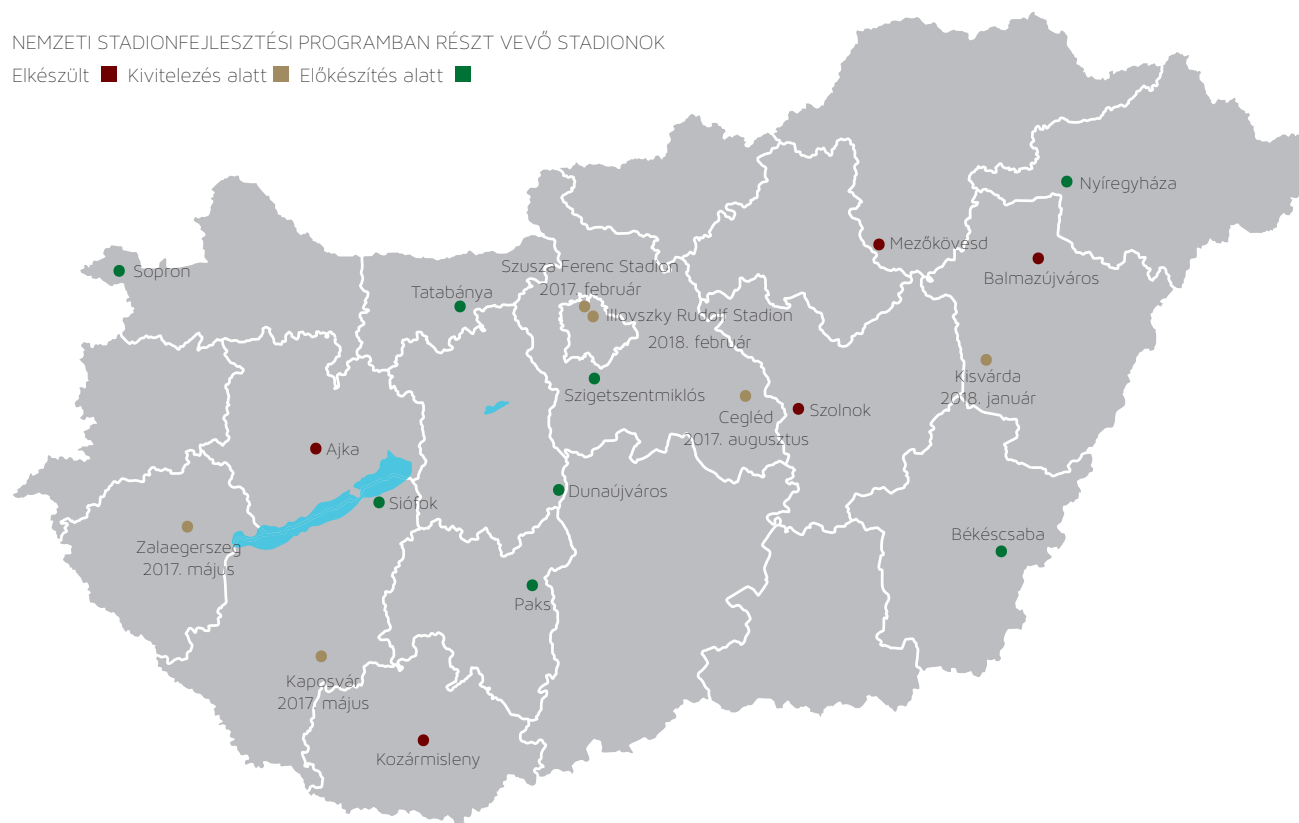 NEMZETI STADIONFEJLESZTÉSI PROGRAMBAN RÉSZT VEVŐ STADIONOK
Elkészült Kivitelezés alatt Előkészítés alatt
Nyíregyháza
Mezőkövesd
Balmazújváros
Sopron
Szusza Ferenc Stadion
2017. február
Tatabánya
Illovszky Rudolf Stadion
2018. február
Kisvárda
2018. január
Szigetszentmiklós
Cegléd
2017. augusztus
Szolnok
Ajka
Siófok
Dunaújváros
Zalaegerszeg
2017. május
Békéscsaba
Paks
Kaposvár
2017. május
Kozármisleny